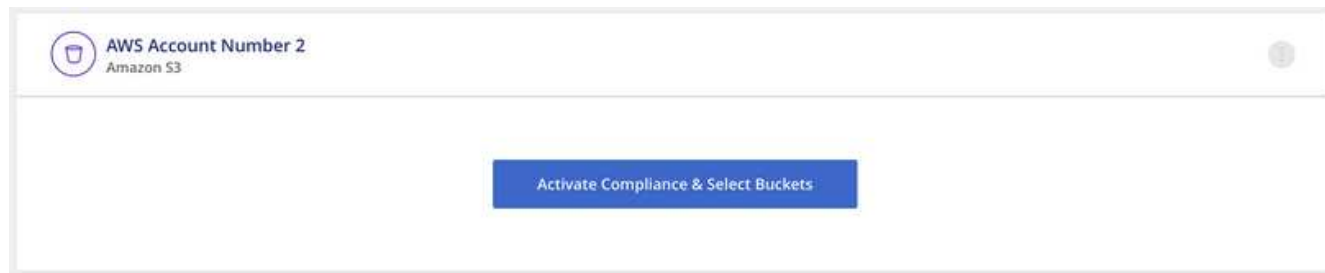 AWS Account Number 2
Amazon S3
Activate Compliance & Select Buckets